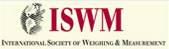 ISWM
INTERNATIONAL SOCIETY OF WEIGHING & MEASUREMENT